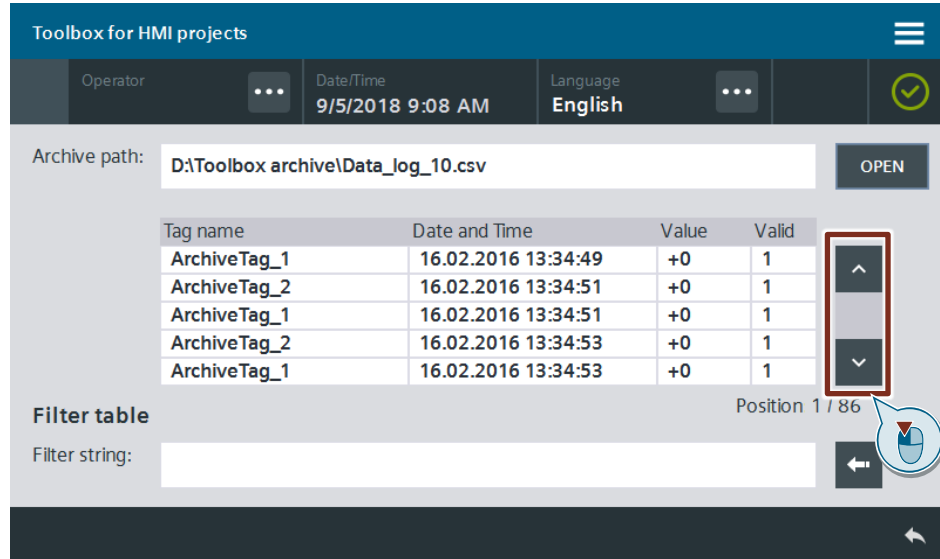 Toolbox for HMI projects
Operator ••• Date/Time Language •••
9/5/2018 9:08 AM English
Archive path: D:\Toolbox archive\Data_log_10.csv OPEN
Tag name Date and Time Value Valid
ArchiveTag_1 16.02.2016 13:34:49 +0 1
ArchiveTag_2 16.02.2016 13:34:51 +0 1
ArchiveTag_1 16.02.2016 13:34:51 +0 1
ArchiveTag_2 16.02.2016 13:34:53 +0 1
ArchiveTag_1 16.02.2016 13:34:53 +0 1
Position 1 / 86
Filter table
Filter string: